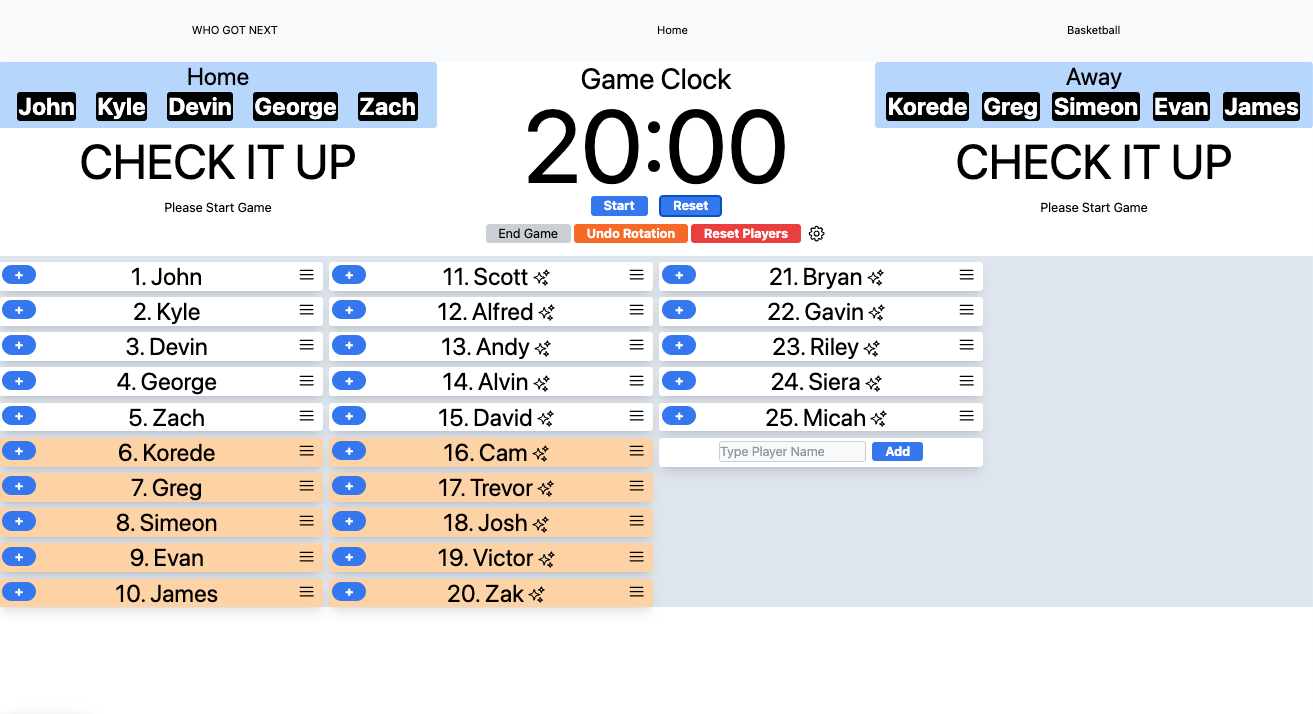 WHO GOT NEXT
Home
Basketball
Home
John Kyle Devin George Zach
CHECK IT UP
Please Start Game
Game Clock
20:00
Start Reset
End Game Undo Rotation Reset Players
Away
Korede Greg Simeon Evan James
CHECK IT UP
Please Start Game
+ 1. John
+ 2. Kyle
+ 3. Devin
+ 4. George
+ 5. Zach
+ 6. Korede
+ 7. Greg
+ 8. Simeon
+ 9. Evan
+ 10. James
+ 11. Scott
+ 12. Alfred
+ 13. Andy
+ 14. Alvin
+ 15. David
+ 16. Cam
+ 17. Trevor
+ 18. Josh
+ 19. Victor
+ 20. Zak
+ 21. Bryan
+ 22. Gavin
+ 23. Riley
+ 24. Siera
+ 25. Micah
Type Player Name Add